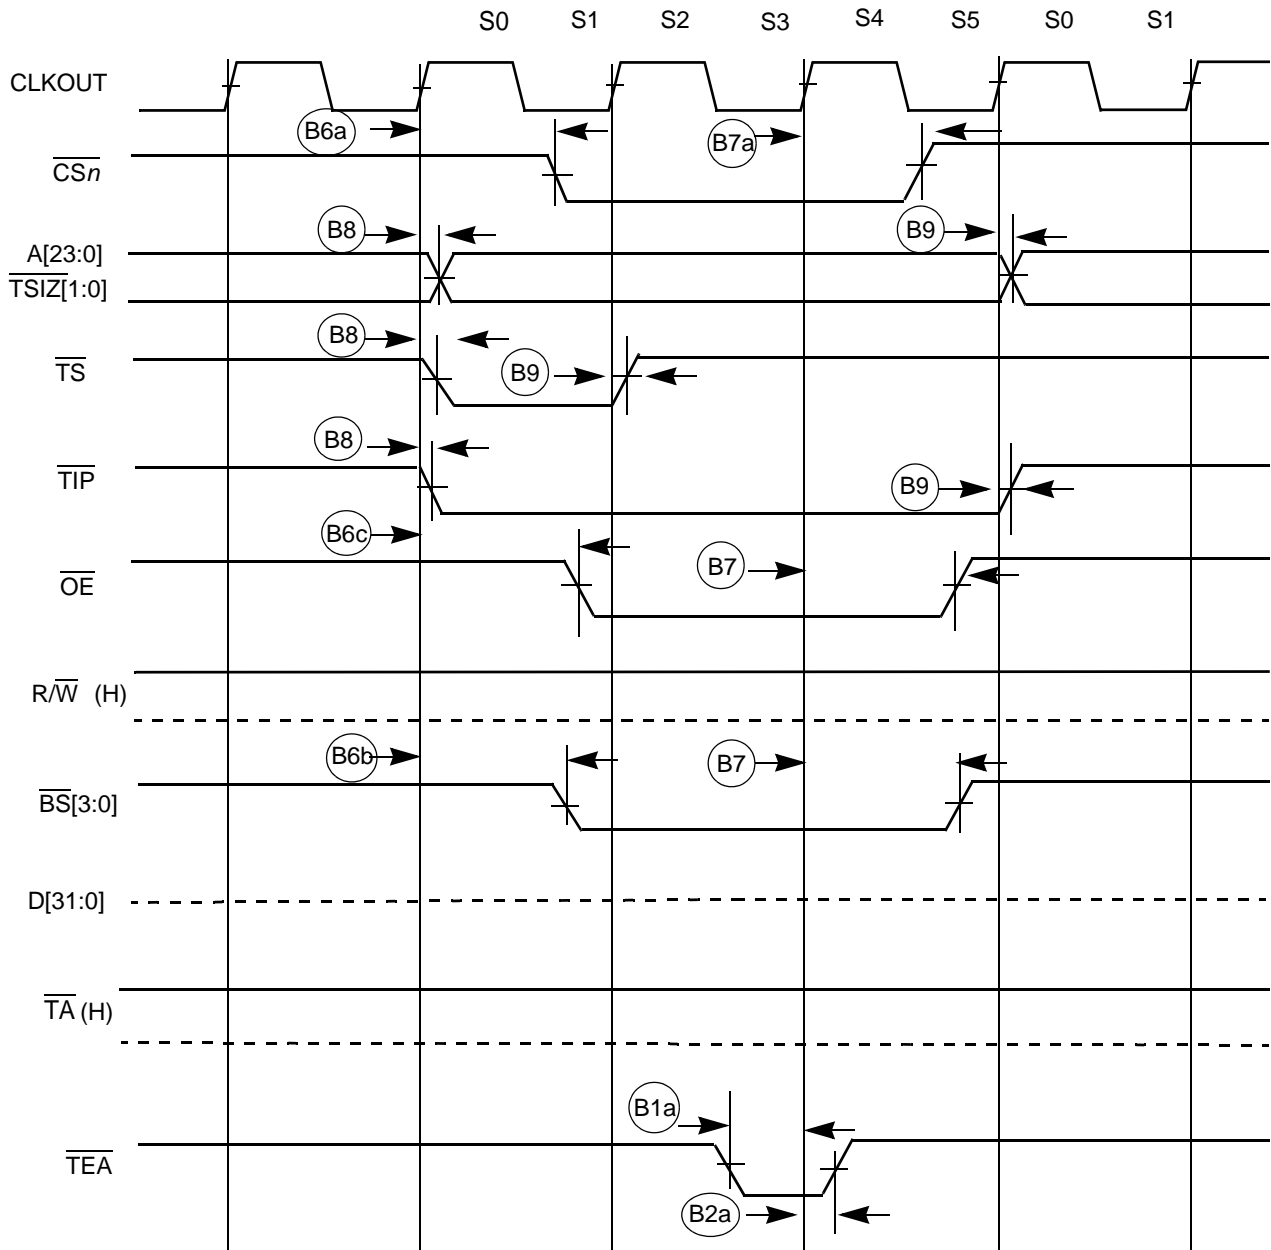 S0 S1 S2 S3 S4 S5 S0 S1
CLKOUT
B6a B7a
CSn
B8 B9
A[23:0]
TSIZ[1:0]
B8
TS B9
B8
TIP B9
B6c
OE B7
R/W (H)
B6b B7
BS[3:0]
D[31:0]
TA (H)
B1a
TEA
B2a